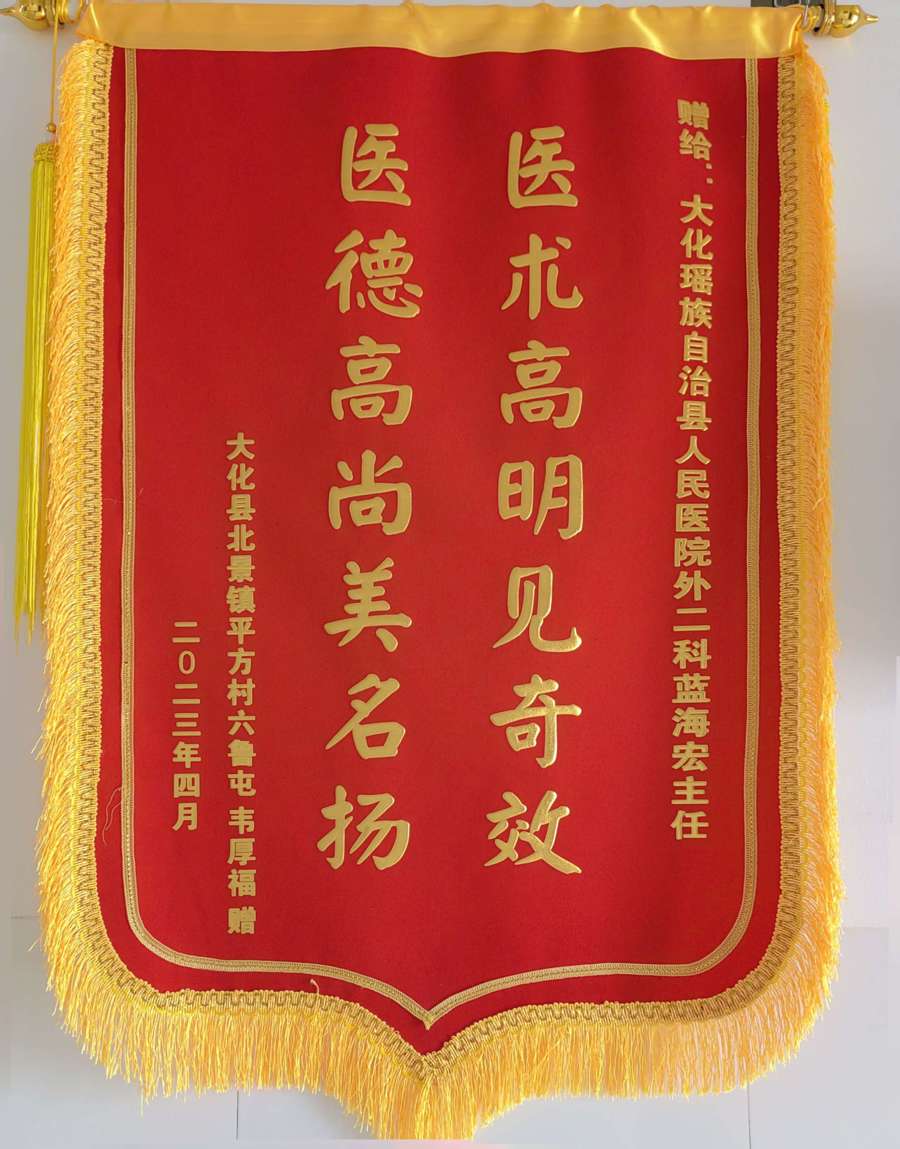 赠给：大化瑶族自治县人民医院外二科蓝海宏主任
医术高明见奇效
医德高尚美名扬
大化县北景镇平方村六鲁屯 韦厚福 赠
二0二三年四月